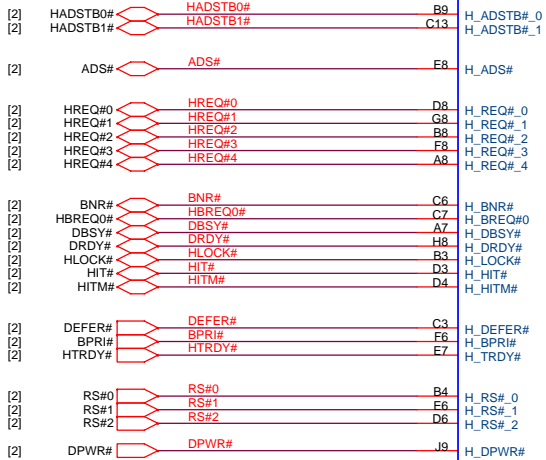 [2] HADSTB0# HADSTB0# B9 H_ADSTB#_0
[2] HADSTB1# HADSTB1# C13 H_ADSTB#_1
[2] ADS# ADS# E8 H_ADS#
[2] HREQ#0 HREQ#0 D8 H_REQ#_0
[2] HREQ#1 HREQ#1 G8 H_REQ#_1
[2] HREQ#2 HREQ#2 B8 H_REQ#_2
[2] HREQ#3 HREQ#3 F8 H_REQ#_3
[2] HREQ#4 HREQ#4 A8 H_REQ#_4
[2] BNR# BNR# C6 H_BNR#
[2] HBREQ0# HBREQ0# C7 H_BREQ#0
[2] DBSY# DBSY# A7 H_DBSY#
[2] DRDY# DRDY# H8 H_DRDY#
[2] HLOCK# HLOCK# B3 H_LOCK#
[2] HIT# HIT# D3 H_HIT#
[2] HITM# HITM# D4 H_HITM#
[2] DEFER# DEFER# C3 H_DEFER#
[2] BPRI# BPRI# F6 H_BPRI#
[2] HTRDY# HTRDY# E7 H_TRDY#
[2] RS#0 RS#0 B4 H_RS#_0
[2] RS#1 RS#1 E6 H_RS#_1
[2] RS#2 RS#2 D6 H_RS#_2
[2] DPWR# DPWR# J9 H_DPWR#